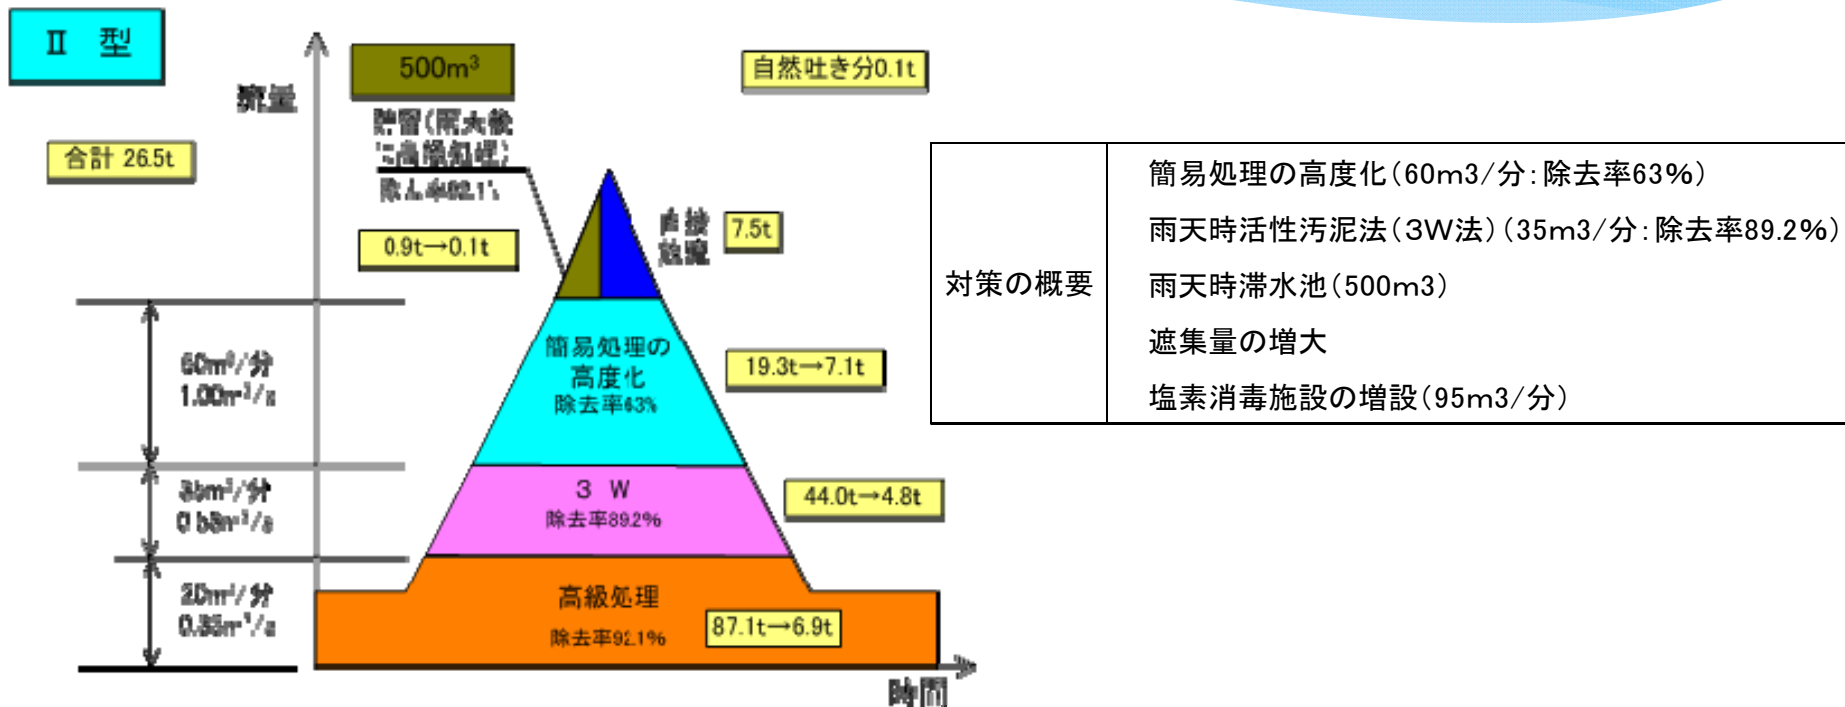 Ⅱ 型
流量
合計 26.5t
500m³
自然吐き分0.1t
貯留(雨天後
に高級処理)
除去率92.1%
0.9t→0.1t
直接
放流
7.5t
簡易処理の
高度化
除去率63%
19.3t→7.1t
60m³/分
1.00m³/s
3 W
除去率89.2%
44.0t→4.8t
35m³/分
0.58m³/s
高級処理
除去率92.1%
87.1t→6.9t
20m³/分
時間
対策の概要
簡易処理の高度化(60m3/分:除去率63%)
雨天時活性汚泥法(3W法)(35m3/分:除去率89.2%)
雨天時滞水池(500m3)
遮集量の増大
塩素消毒施設の増設(95m3/分)